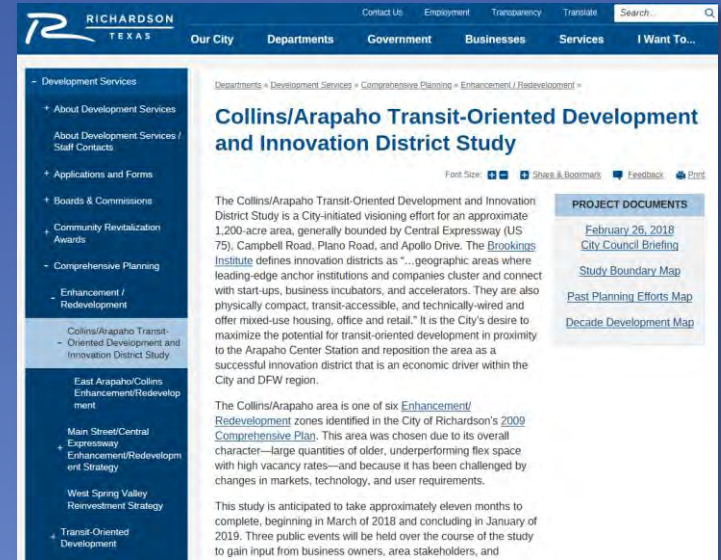 RICHARDSON
TEXAS
Contact Us Employment Transparency Translate Search...
Our City Departments Government Businesses Services I Want To...
- Development Services
+ About Development Services
About Development Services /
Staff Contacts
+ Applications and Forms
+ Boards & Commissions
+ Community Revitalization
Awards
- Comprehensive Planning
- Enhancement /
Redevelopment
- Collins/Arapaho Transit-
Oriented Development and
Innovation District Study
East Arapaho/Collins
Enhancement/Redevelop
ment
+ Main Street/Central
Expressway
Enhancement/Redevelopm
ent Strategy
West Spring Valley
Reinvestment Strategy
+ Transit-Oriented
Development
Departments » Development Services » Comprehensive Planning » Enhancement / Redevelopment »
Collins/Arapaho Transit-Oriented Development
and Innovation District Study
Font Size: + - + Share & Bookmark Feedback Print
The Collins/Arapaho Transit-Oriented Development and Innovation
District Study is a City-initiated visioning effort for an approximate
1,200-acre area, generally bounded by Central Expressway (US
75), Campbell Road, Plano Road, and Apollo Drive. The Brookings
Institute defines innovation districts as “…geographic areas where
leading-edge anchor institutions and companies cluster and connect
with start-ups, business incubators, and accelerators. They are also
physically compact, transit-accessible, and technically-wired and
offer mixed-use housing, office and retail.” It is the City's desire to
maximize the potential for transit-oriented development in proximity
to the Arapaho Center Station and reposition the area as a
successful innovation district that is an economic driver within the
City and DFW region.
The Collins/Arapaho area is one of six Enhancement/
Redevelopment zones identified in the City of Richardson's 2009
Comprehensive Plan. This area was chosen due to its overall
character—large quantities of older, underperforming flex space
with high vacancy rates—and because it has been challenged by
changes in markets, technology, and user requirements.
This study is anticipated to take approximately eleven months to
complete, beginning in March of 2018 and concluding in January of
2019. Three public events will be held over the course of the study
to gain input from business owners, area stakeholders, and
PROJECT DOCUMENTS
February 26, 2018
City Council Briefing
Study Boundary Map
Past Planning Efforts Map
Decade Development Map